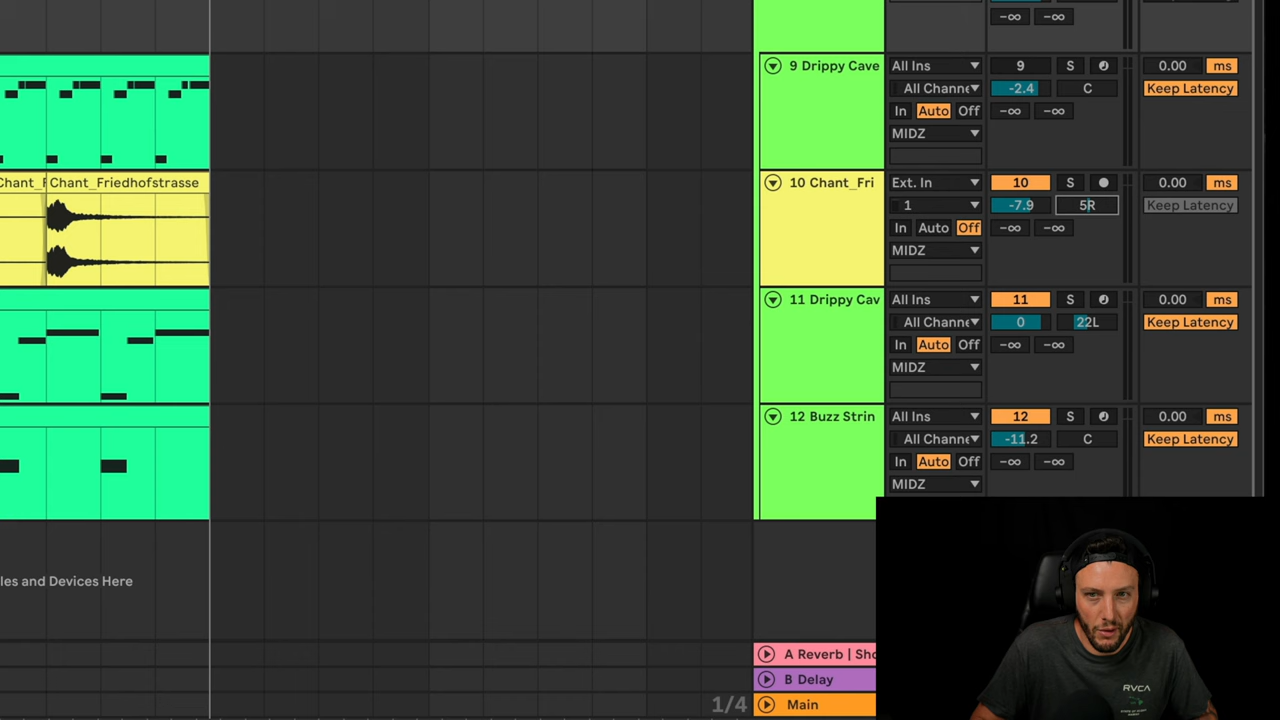 -∞ -∞
9 Drippy Cave All Ins 9 S 0.00 ms
All Channe -2.4 C Keep Latency
In Auto Off -∞ -∞
MIDZ
Chant_F Chant_Friedhofstrasse 10 Chant_Fri Ext. In 10 S 0.00 ms
1 -7.9 5R Keep Latency
In Auto Off -∞ -∞
MIDZ
11 Drippy Cav All Ins 11 S 0.00 ms
All Channe 0 22L Keep Latency
In Auto Off -∞ -∞
MIDZ
12 Buzz Strin All Ins 12 S 0.00 ms
All Channe -11.2 C Keep Latency
In Auto Off -∞ -∞
MIDZ
les and Devices Here
A Reverb | Sho
B Delay
1/4 Main
RVCA